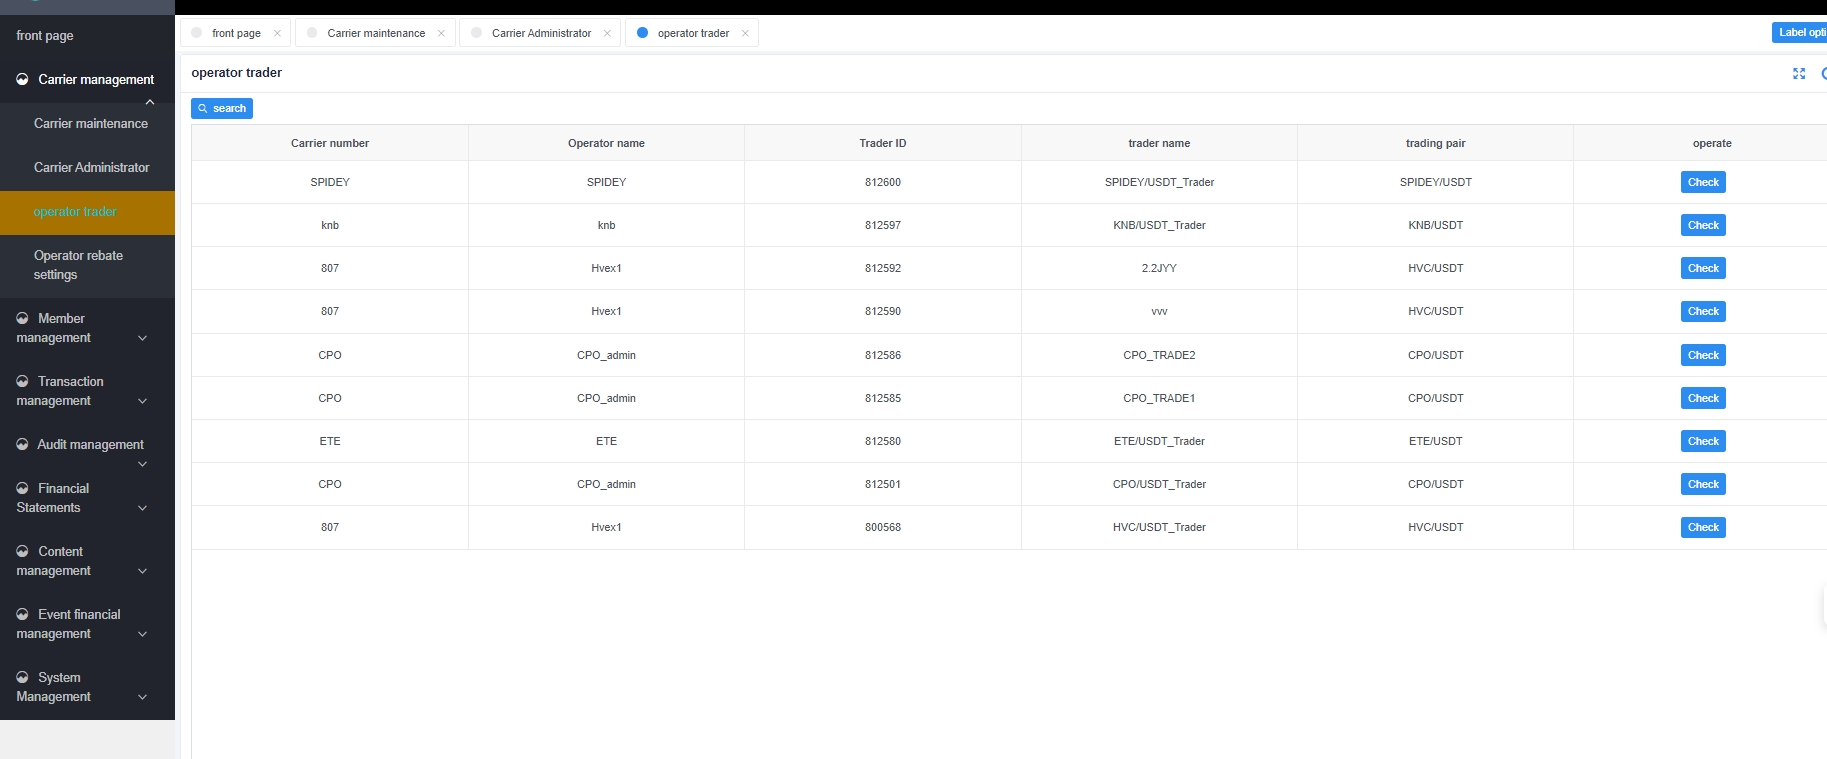 front page
Carrier management
Carrier maintenance
Carrier Administrator
operator trader
Operator rebate
settings
Member
management
Transaction
management
Audit management
Financial
Statements
Content
management
Event financial
management
System
Management
front page × Carrier maintenance × Carrier Administrator × operator trader ×
Label opti
operator trader
search
Carrier number Operator name Trader ID trader name trading pair operate
SPIDEY SPIDEY 812600 SPIDEY/USDT_Trader SPIDEY/USDT Check
knb knb 812597 KNB/USDT_Trader KNB/USDT Check
807 Hvex1 812592 2.2JYY HVC/USDT Check
807 Hvex1 812590 vvv HVC/USDT Check
CPO CPO_admin 812586 CPO_TRADE2 CPO/USDT Check
CPO CPO_admin 812585 CPO_TRADE1 CPO/USDT Check
ETE ETE 812580 ETE/USDT_Trader ETE/USDT Check
CPO CPO_admin 812501 CPO/USDT_Trader CPO/USDT Check
807 Hvex1 800568 HVC/USDT_Trader HVC/USDT Check